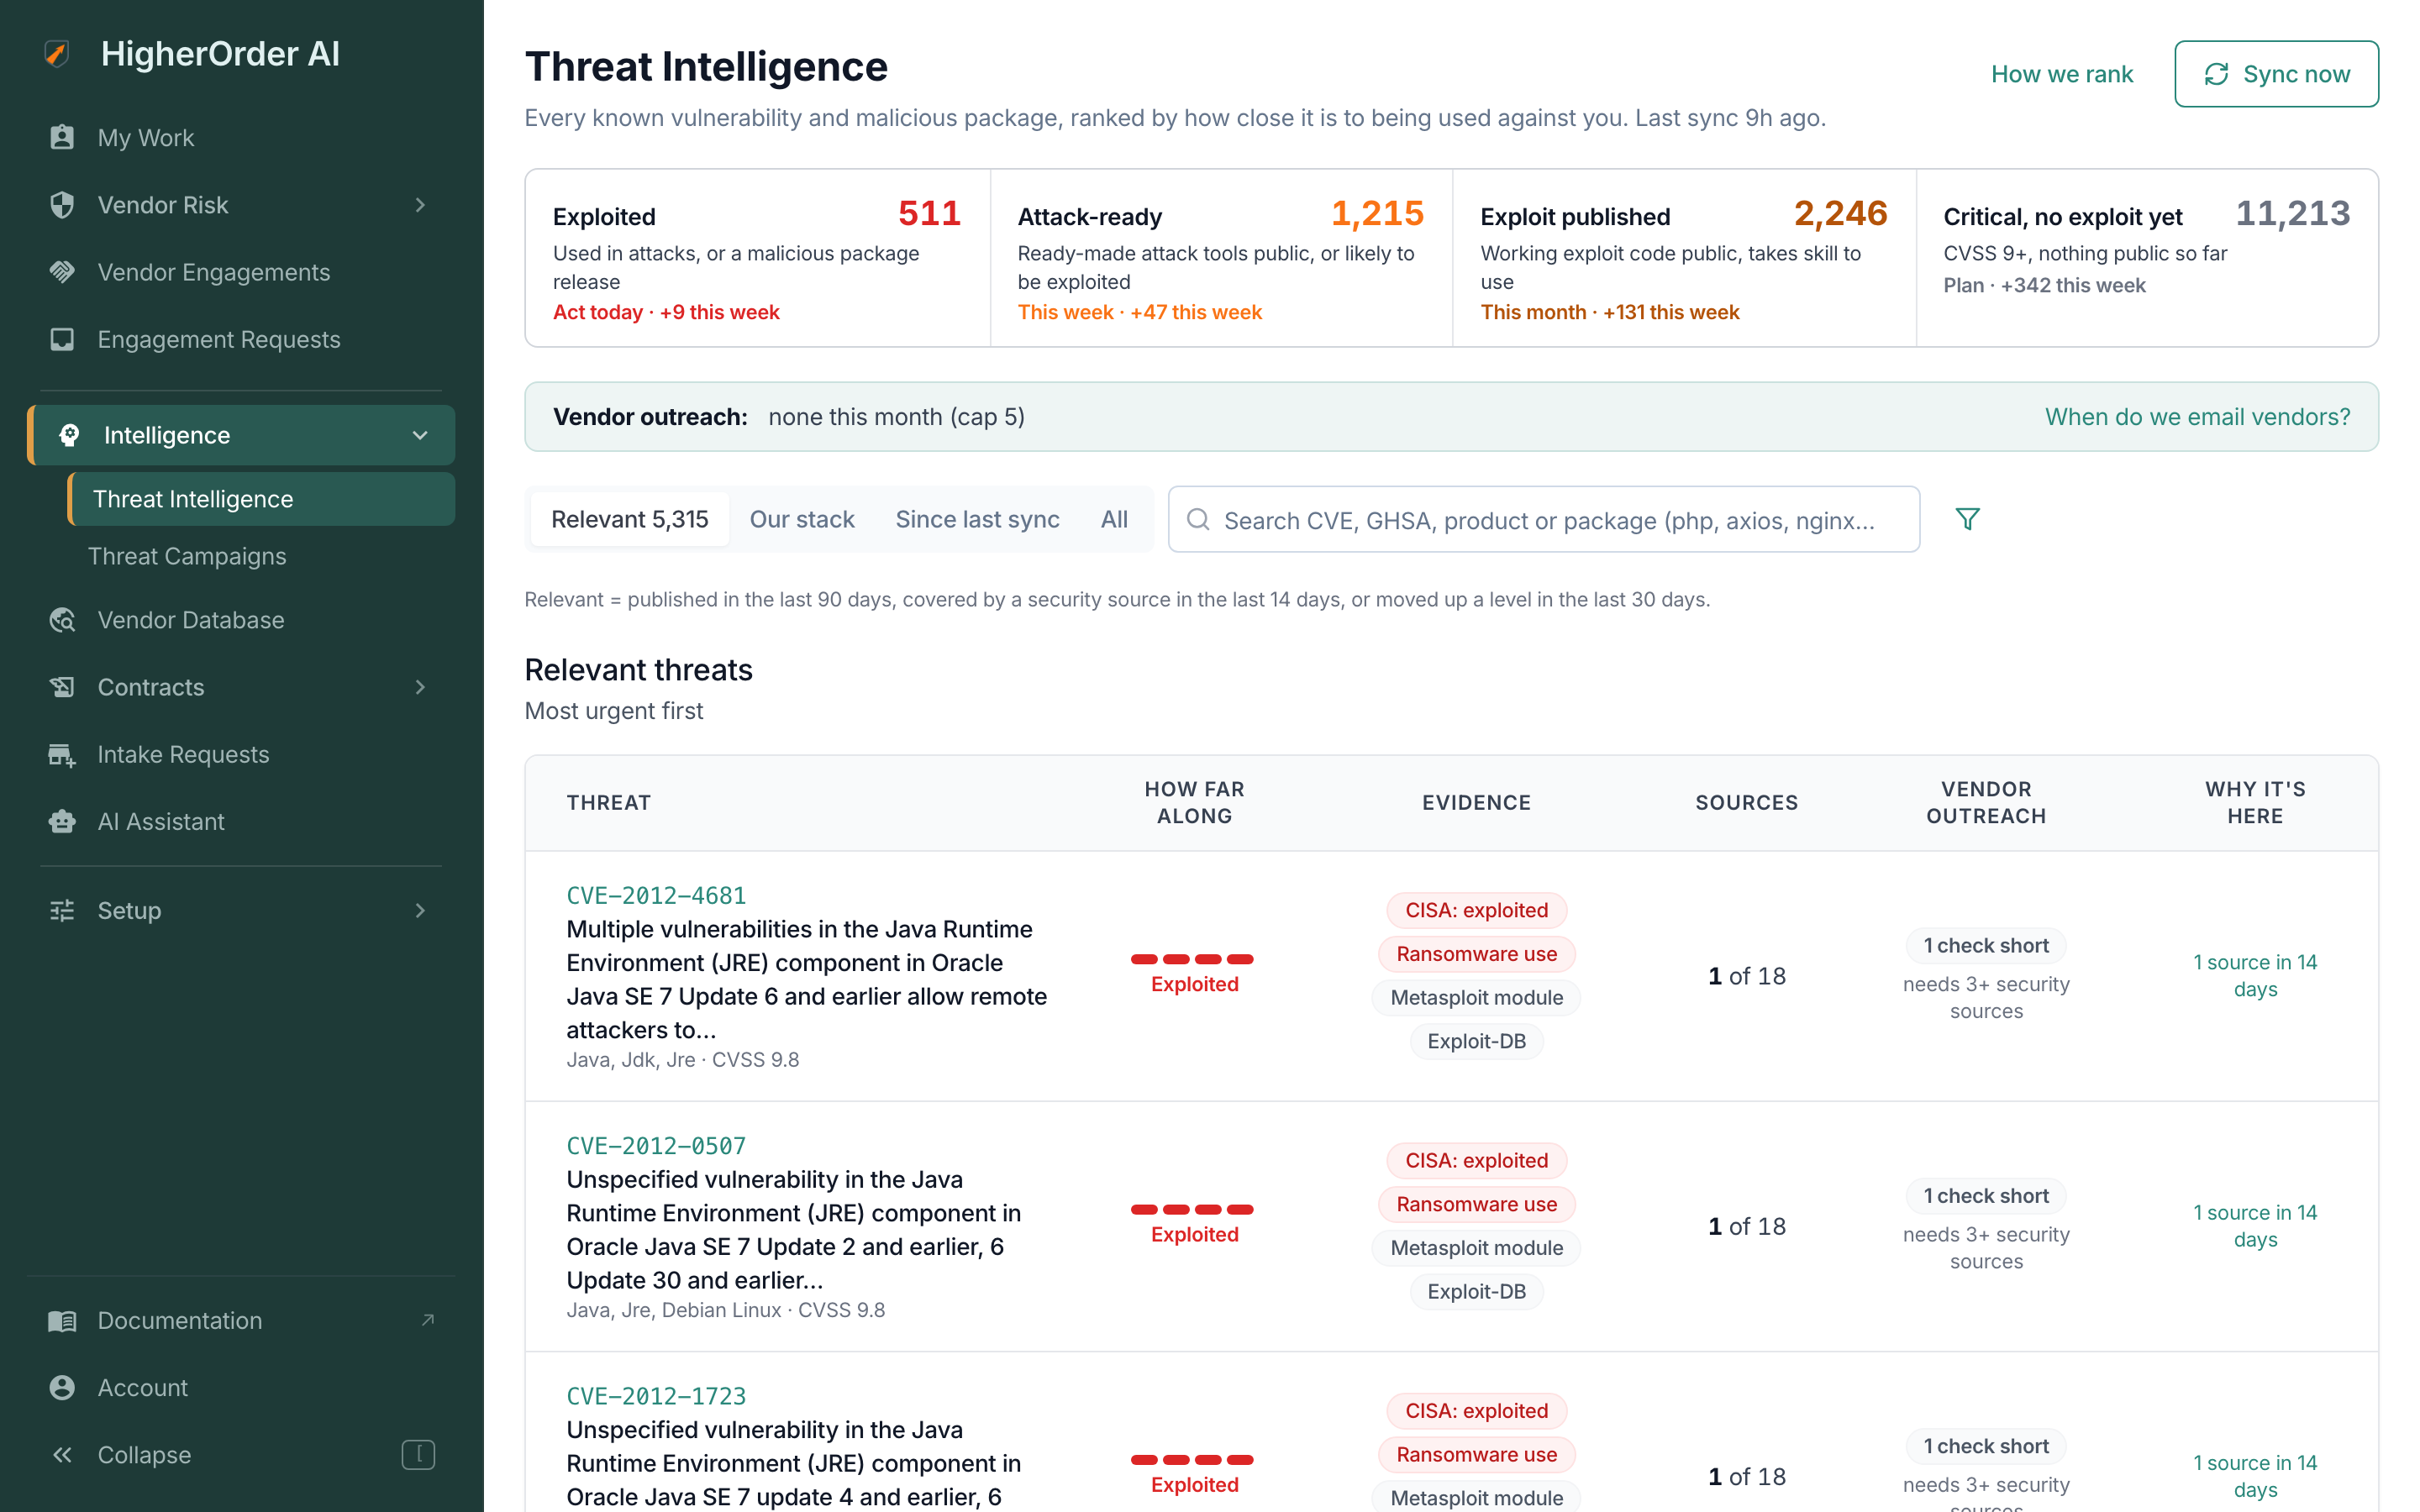 HigherOrder AI
My Work
Vendor Risk
Vendor Engagements
Engagement Requests
Intelligence
Threat Intelligence
Threat Campaigns
Vendor Database
Contracts
Intake Requests
AI Assistant
Setup
Documentation
Account
Collapse
[
Threat Intelligence
Every known vulnerability and malicious package, ranked by how close it is to being used against you. Last sync 9h ago.
How we rank
Sync now
Exploited
511
Used in attacks, or a malicious package
release
Act today · +9 this week
Attack-ready
1,215
Ready-made attack tools public, or likely to
be exploited
This week · +47 this week
Exploit published
2,246
Working exploit code public, takes skill to
use
This month · +131 this week
Critical, no exploit yet
11,213
CVSS 9+, nothing public so far
Plan · +342 this week
Vendor outreach: none this month (cap 5)
When do we email vendors?
Relevant 5,315
Our stack
Since last sync
All
Search CVE, GHSA, product or package (php, axios, nginx...
Relevant = published in the last 90 days, covered by a security source in the last 14 days, or moved up a level in the last 30 days.
Relevant threats
Most urgent first
THREAT
HOW FAR
ALONG
EVIDENCE
SOURCES
VENDOR
OUTREACH
WHY IT'S
HERE
CVE-2012-4681
Multiple vulnerabilities in the Java Runtime
Environment (JRE) component in Oracle
Java SE 7 Update 6 and earlier allow remote
attackers to...
Java, Jdk, Jre · CVSS 9.8
Exploited
CISA: exploited
Ransomware use
Metasploit module
Exploit-DB
1 of 18
1 check short
needs 3+ security
sources
1 source in 14
days
CVE-2012-0507
Unspecified vulnerability in the Java
Runtime Environment (JRE) component in
Oracle Java SE 7 Update 2 and earlier, 6
Update 30 and earlier...
Java, Jre, Debian Linux · CVSS 9.8
Exploited
CISA: exploited
Ransomware use
Metasploit module
Exploit-DB
1 of 18
1 check short
needs 3+ security
sources
1 source in 14
days
CVE-2012-1723
Unspecified vulnerability in the Java
Runtime Environment (JRE) component in
Oracle Java SE 7 update 4 and earlier, 6
Exploited
CISA: exploited
Ransomware use
Metasploit module
1 of 18
1 check short
needs 3+ security
sources
1 source in 14
days